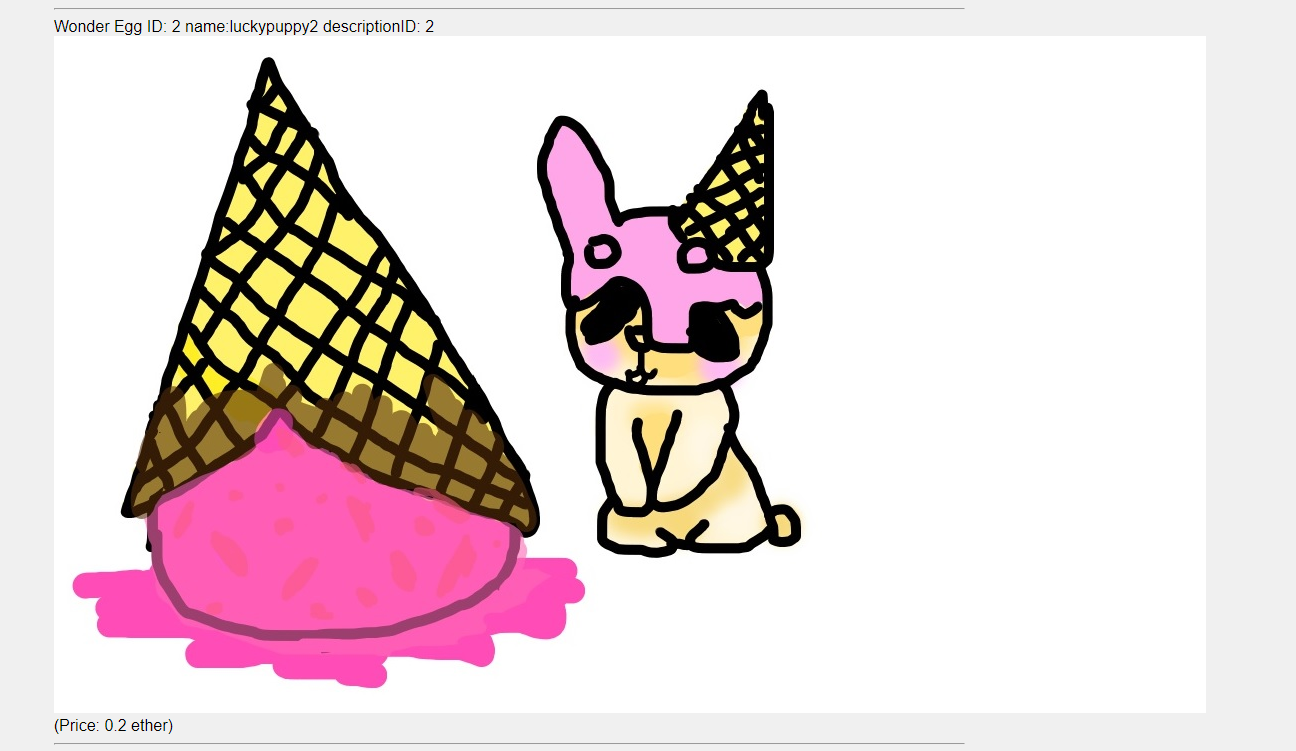 Wonder Egg ID: 2 name:luckypuppy2 descriptionID: 2
(Price: 0.2 ether)